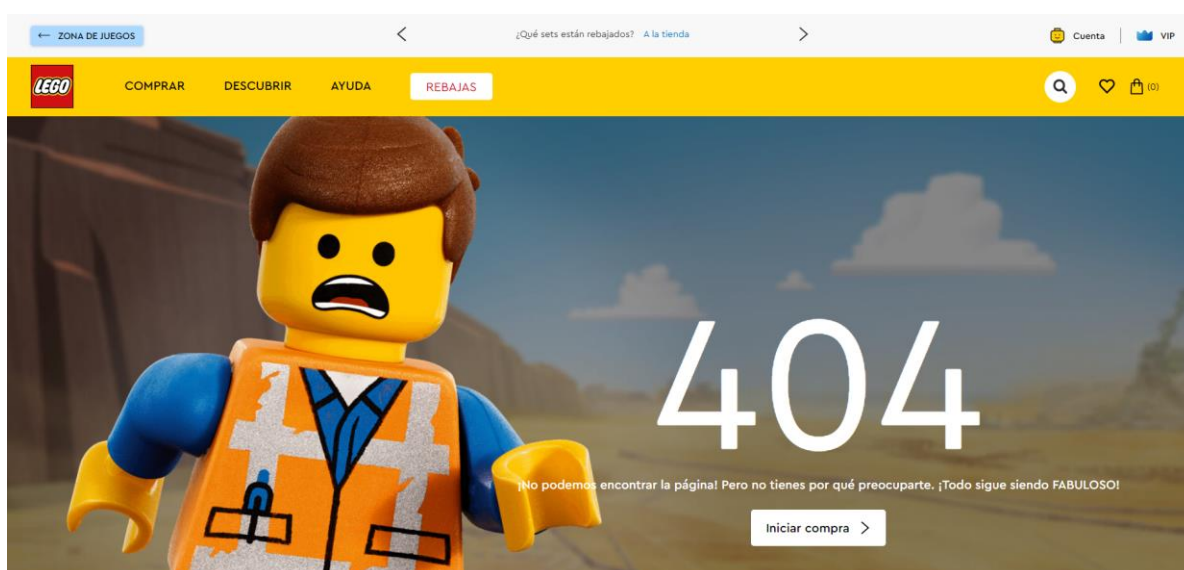 ← ZONA DE JUEGOS
¿Qué sets están rebajados? A la tienda
Cuenta
VIP
LEGO
COMPRAR
DESCUBRIR
AYUDA
REBAJAS
(0)
404
¡No podemos encontrar la página! Pero no tienes por qué preocuparte. ¡Todo sigue siendo FABULOSO!
Iniciar compra >